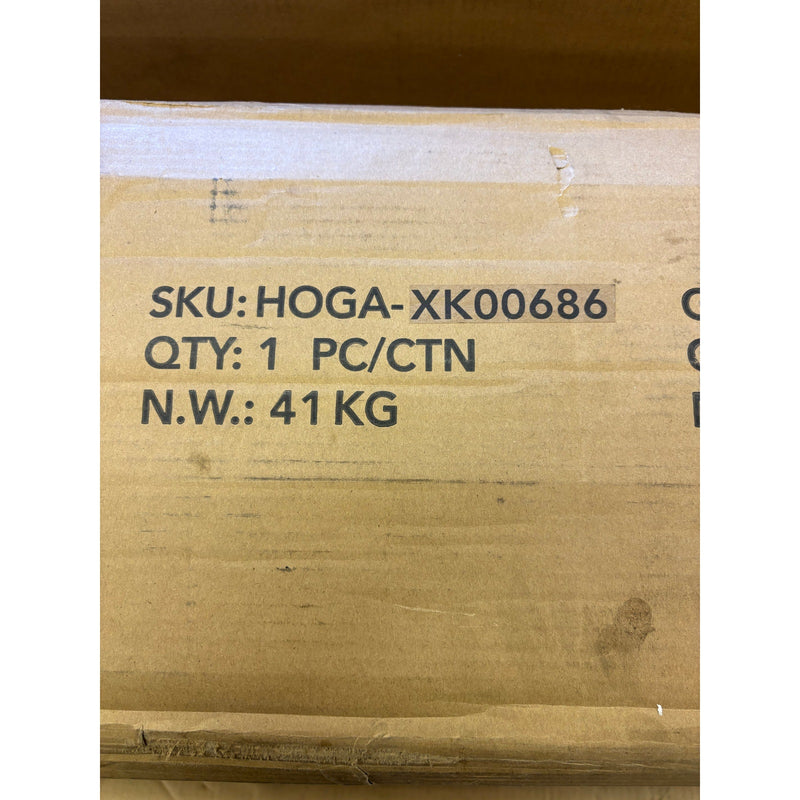 SKU: HOGA-XK00686
QTY: 1 PC/CTN
N.W.: 41 KG